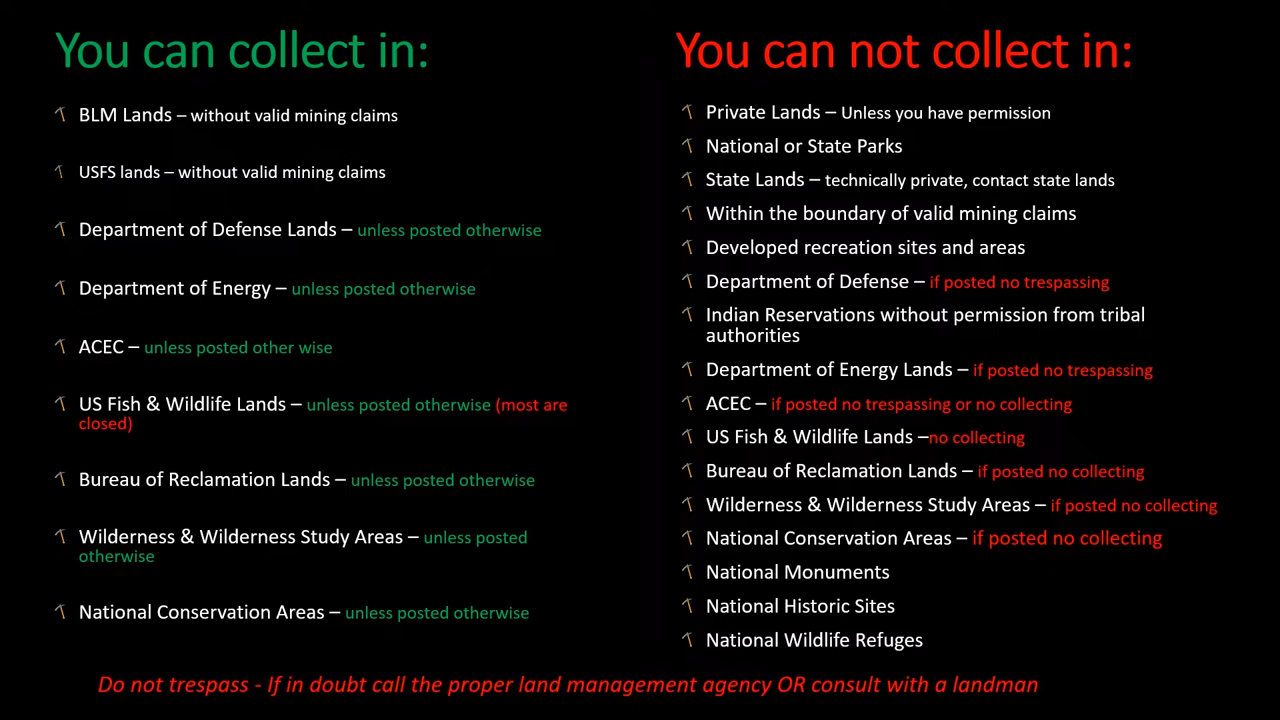 You can collect in:
BLM Lands – without valid mining claims
USFS lands – without valid mining claims
Department of Defense Lands – unless posted otherwise
Department of Energy – unless posted otherwise
ACEC – unless posted other wise
US Fish & Wildlife Lands – unless posted otherwise (most are
closed)
Bureau of Reclamation Lands – unless posted otherwise
Wilderness & Wilderness Study Areas – unless posted
otherwise
National Conservation Areas – unless posted otherwise
You can not collect in:
Private Lands – Unless you have permission
National or State Parks
State Lands – technically private, contact state lands
Within the boundary of valid mining claims
Developed recreation sites and areas
Department of Defense – if posted no trespassing
Indian Reservations without permission from tribal
authorities
Department of Energy Lands – if posted no trespassing
ACEC – if posted no trespassing or no collecting
US Fish & Wildlife Lands –no collecting
Bureau of Reclamation Lands – if posted no collecting
Wilderness & Wilderness Study Areas – if posted no collecting
National Conservation Areas – if posted no collecting
National Monuments
National Historic Sites
National Wildlife Refuges
Do not trespass - If in doubt call the proper land management agency OR consult with a landman